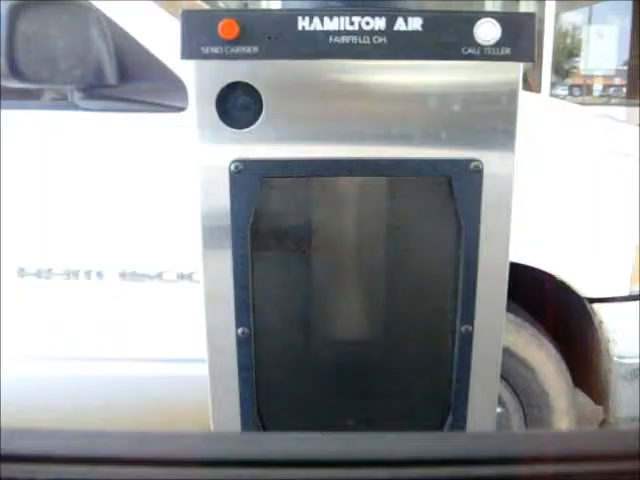 HAMILTON AIR
FAIRFIELD, OH.
SEND CARRIER
CALL TELLER